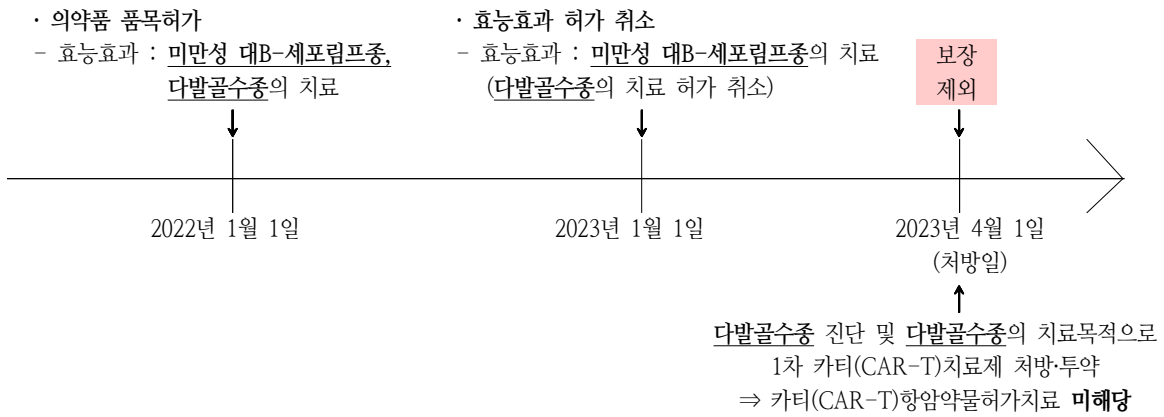 · 의약품 품목허가
- 효능효과 : 미만성 대B-세포림프종,
다발골수종의 치료
· 효능효과 허가 취소
- 효능효과 : 미만성 대B-세포림프종의 치료
(다발골수종의 치료 허가 취소)
보장
제외
2022년 1월 1일
2023년 1월 1일
2023년 4월 1일
(처방일)
다발골수종 진단 및 다발골수종의 치료목적으로
1차 카티(CAR-T)치료제 처방·투약
⇒ 카티(CAR-T)항암약물허가치료 미해당